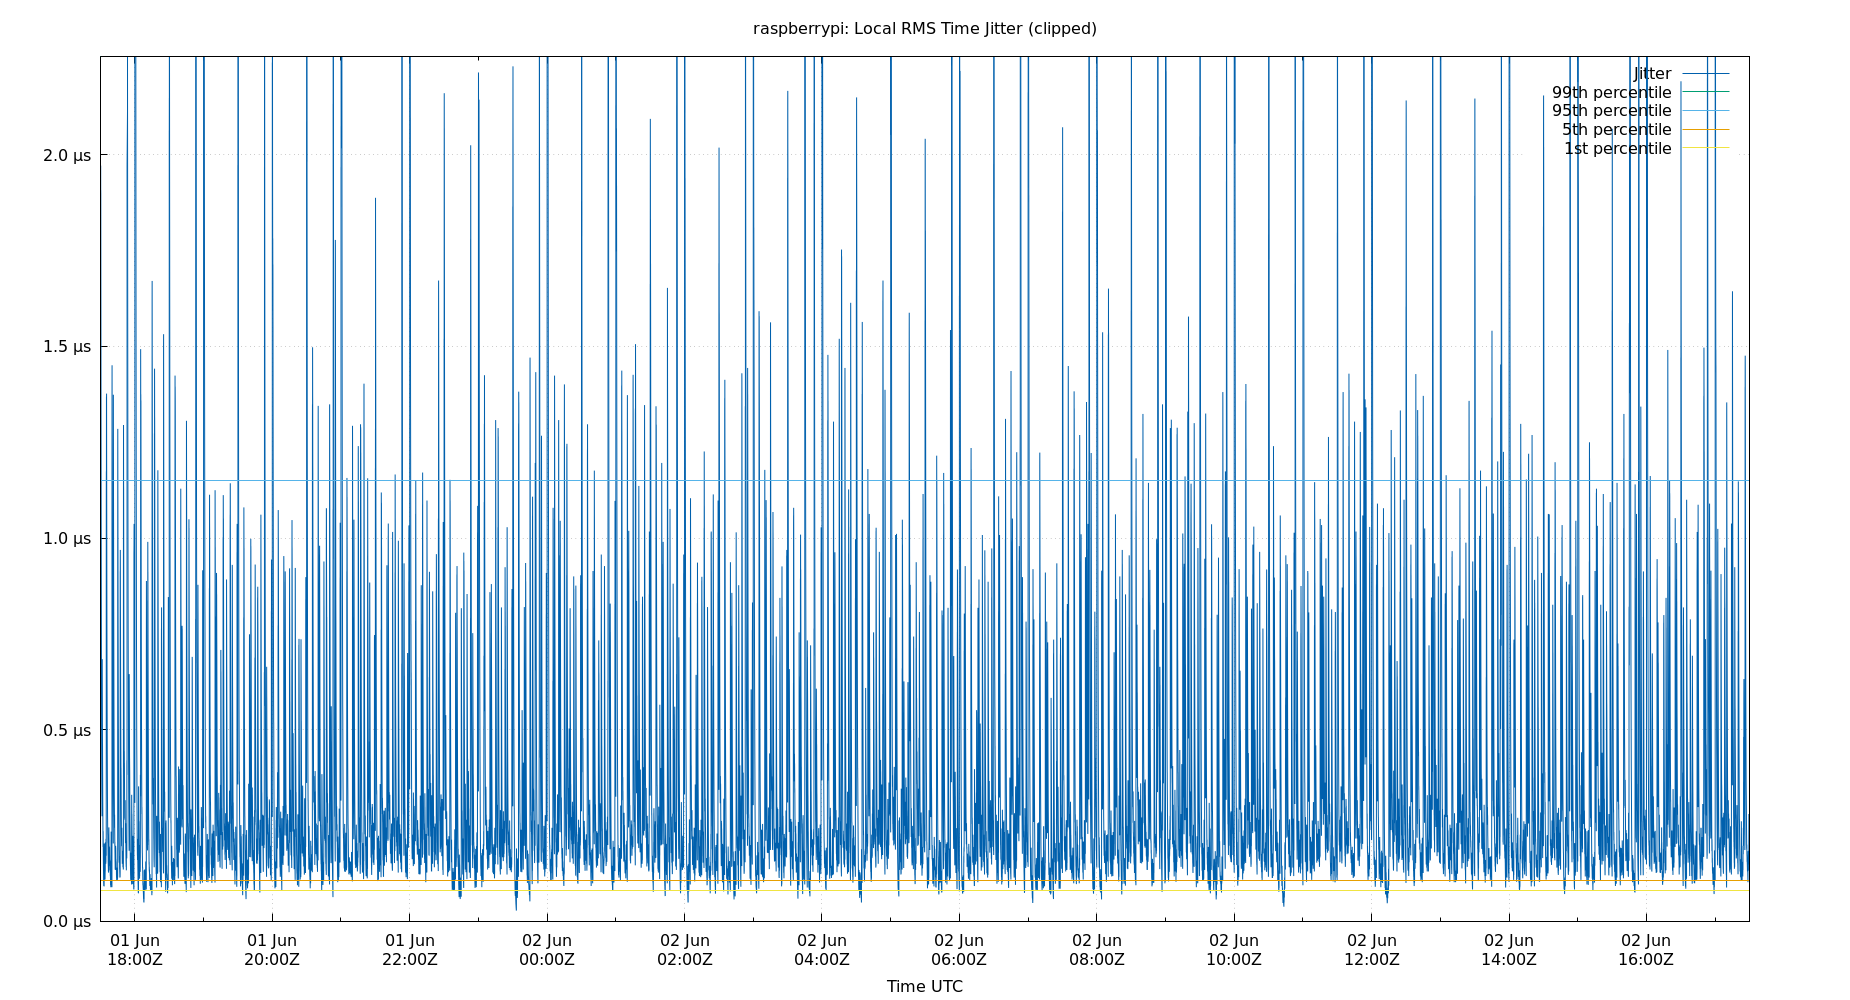 raspberrypi: Local RMS Time Jitter (clipped)
Jitter
99th percentile
95th percentile
5th percentile
1st percentile
2.0 µs
1.5 µs
1.0 µs
0.5 µs
0.0 µs
01 Jun 01 Jun 01 Jun 02 Jun 02 Jun 02 Jun 02 Jun 02 Jun 02 Jun 02 Jun 02 Jun 02 Jun
18:00Z 20:00Z 22:00Z 00:00Z 02:00Z 04:00Z 06:00Z 08:00Z 10:00Z 12:00Z 14:00Z 16:00Z
Time UTC